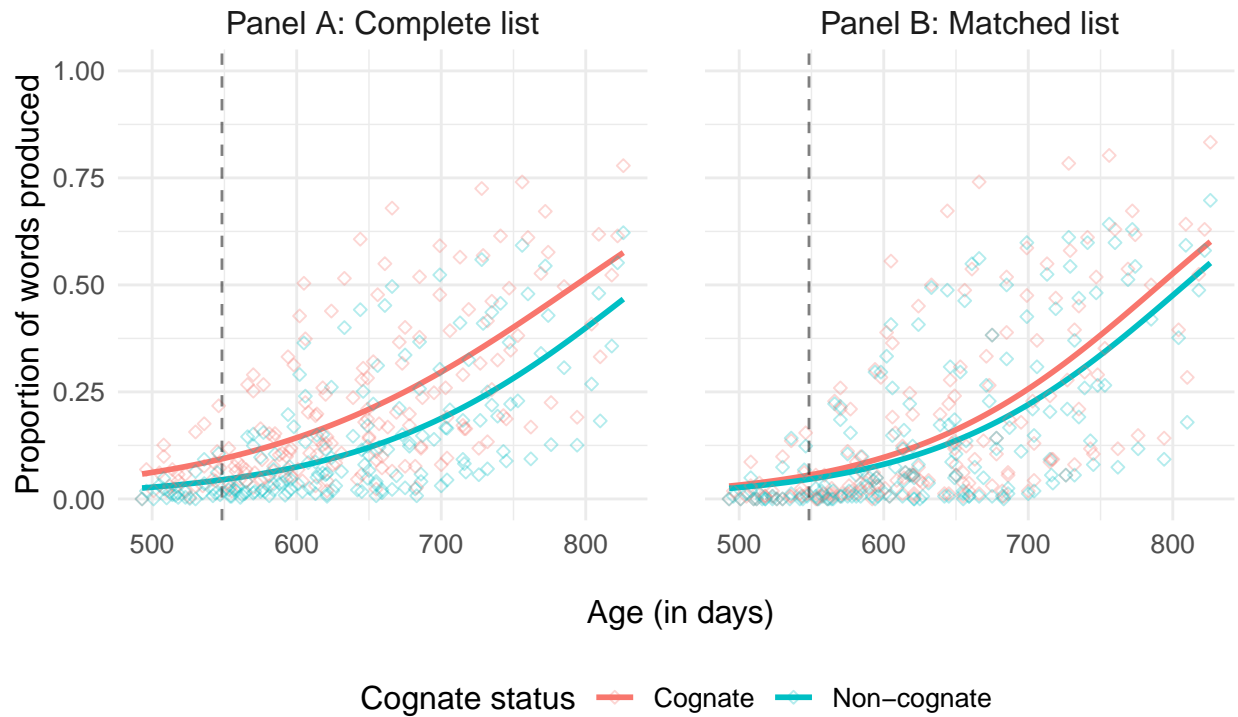 Panel A: Complete list
Panel B: Matched list
Proportion of words produced
1.00
0.75
0.50
0.25
0.00
500 600 700 800
500 600 700 800
Age (in days)
Cognate status Cognate Non−cognate